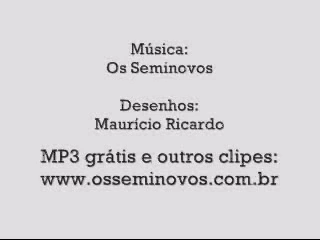 Música:
Os Seminovos
Desenhos:
Maurício Ricardo
MP3 grátis e outros clipes:
www.osseminovos.com.br